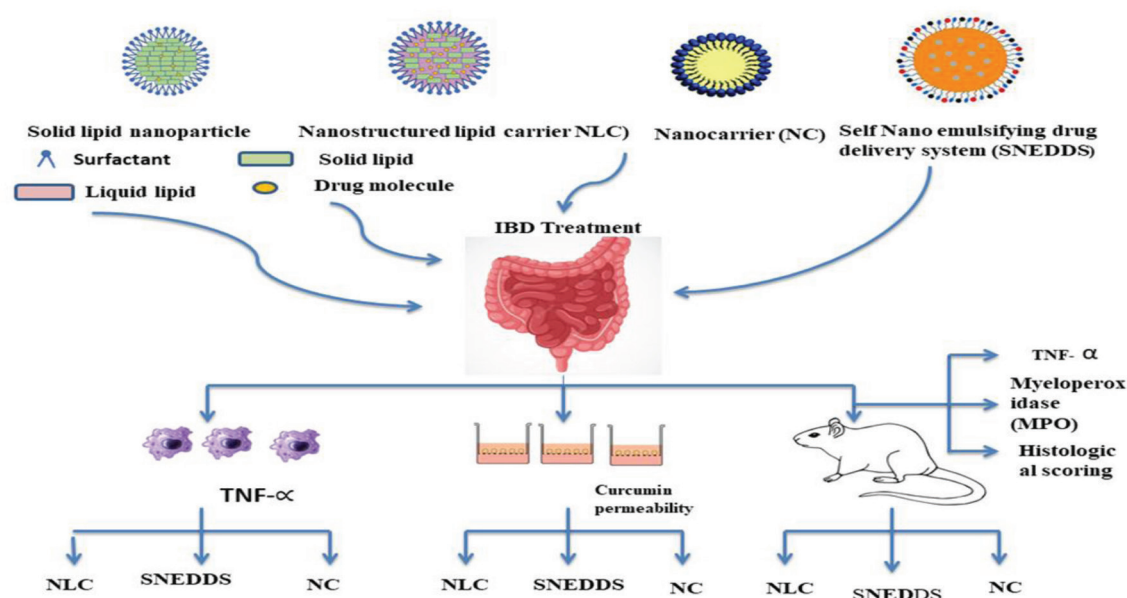 Solid lipid nanoparticle
Nanostructured lipid carrier NLC)
Nanocarrier (NC)
Self Nano emulsifying drug
delivery system (SNEDDS)
Surfactant
Solid lipid
Liquid lipid
Drug molecule
IBD Treatment
TNF- α
Myeloperox
idase
(MPO)
Histologic
al scoring
TNF-∝
Curcumin
permeability
NLC
SNEDDS
NC
NLC
SNEDDS
NC
NLC
SNEDDS
NC